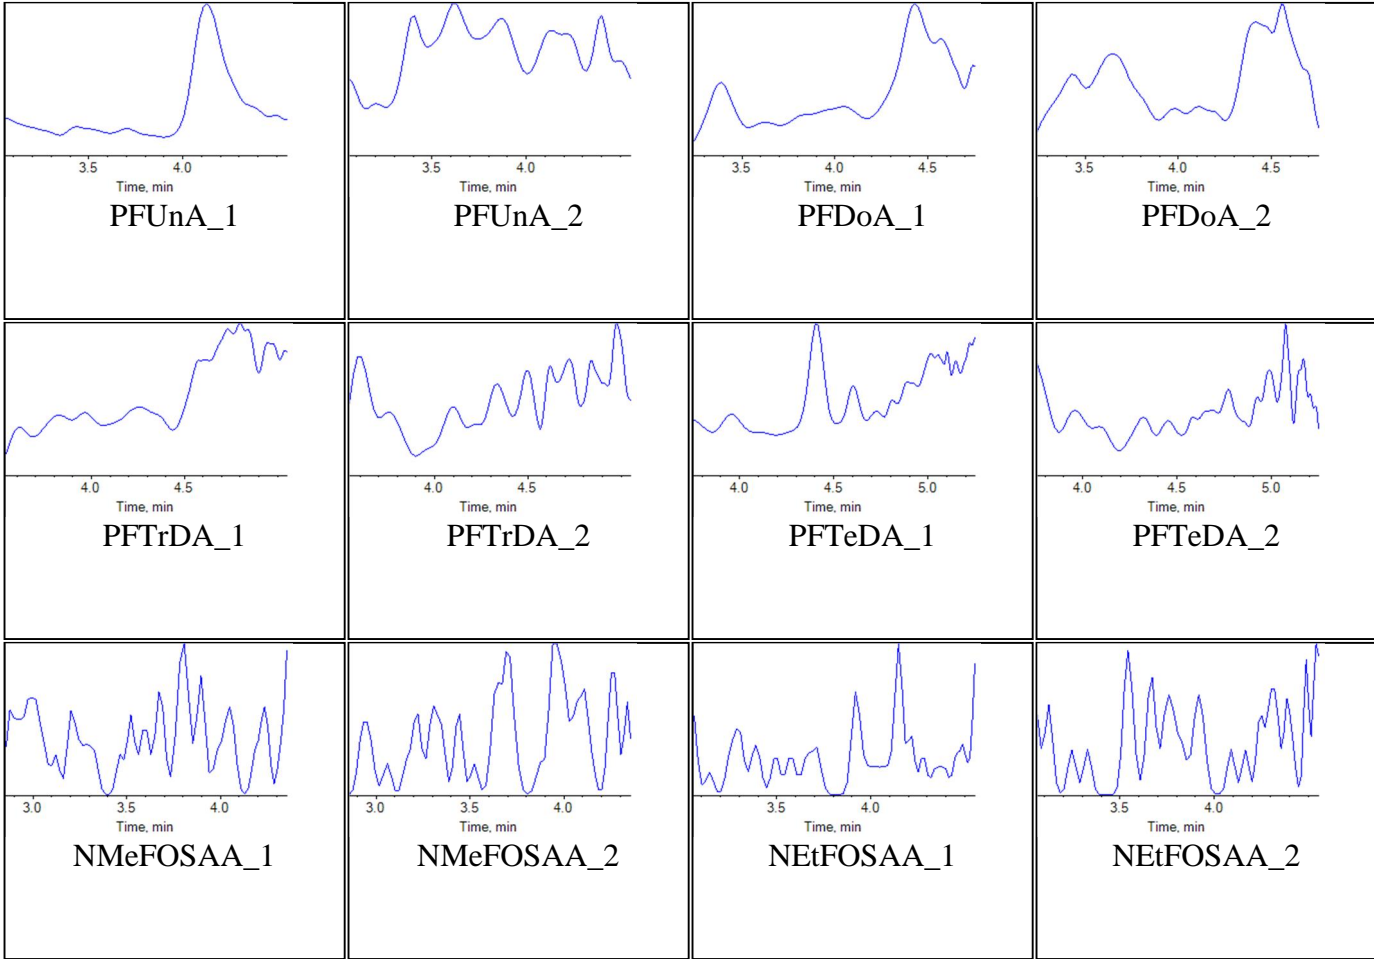 3.5 4.0
Time, min
PFUnA_1
3.5 4.0
Time, min
PFUnA_2
3.5 4.0 4.5
Time, min
PFDoA_1
3.5 4.0 4.5
Time, min
PFDoA_2
4.0 4.5
Time, min
PFTrDA_1
4.0 4.5
Time, min
PFTrDA_2
4.0 4.5 5.0
Time, min
PFTeDA_1
4.0 4.5 5.0
Time, min
PFTeDA_2
3.0 3.5 4.0
Time, min
NMeFOSAA_1
3.0 3.5 4.0
Time, min
NMeFOSAA_2
3.5 4.0
Time, min
NEtFOSAA_1
3.5 4.0
Time, min
NEtFOSAA_2